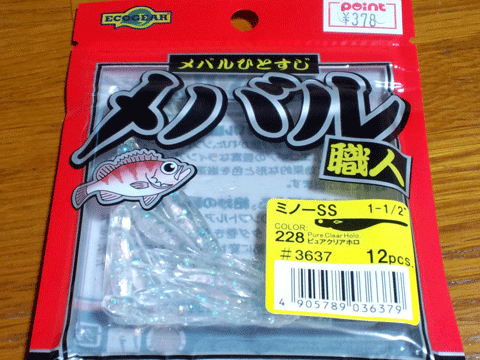 ECOGEAR
point
¥378
メバルひとすじ
メバル
職人
ミノーSS 1-1/2"
COLOR
228 Pure Clear Holo.
ピュアクリアホロ
#3637 12pcs.
4 905789 036379